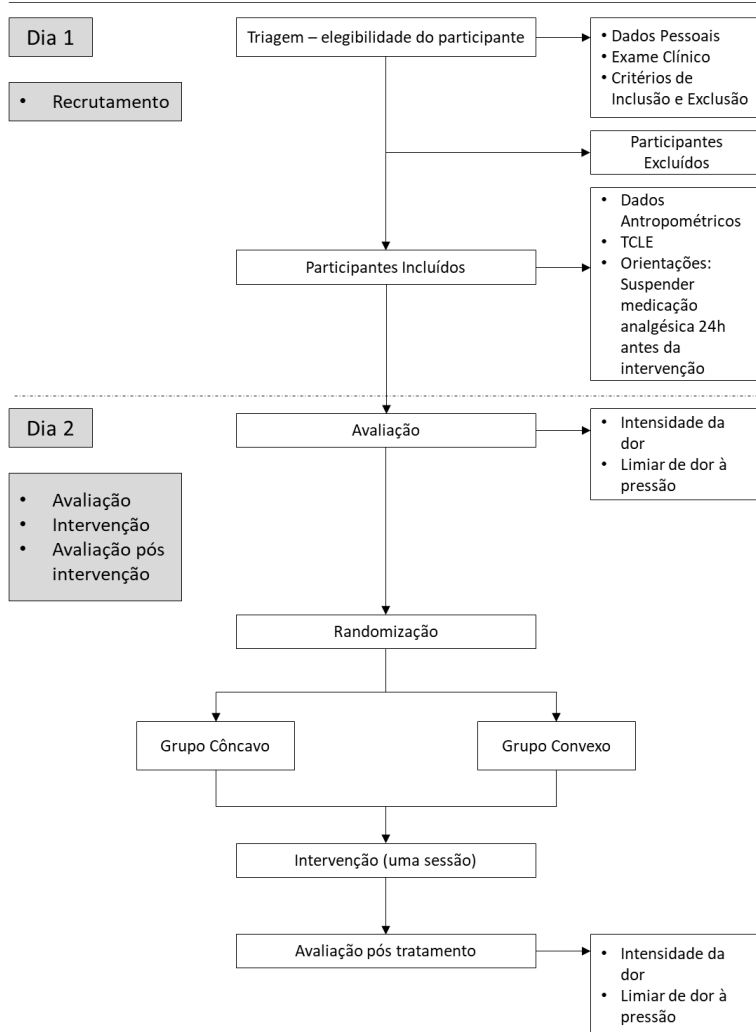 Dia 1
• Recrutamento
Triagem – elegibilidade do participante
• Dados Pessoais
• Exame Clínico
• Critérios de
Inclusão e Exclusão
Participantes
Excluídos
Participantes Incluídos
• Dados
Antropométricos
• TCLE
• Orientações:
Suspender
medicação
analgésica 24h
antes da
intervenção
Dia 2
• Avaliação
• Intervenção
• Avaliação pós
intervenção
Avaliação
• Intensidade da
dor
• Limiar de dor à
pressão
Randomização
Grupo Côncavo
Grupo Convexo
Intervenção (uma sessão)
Avaliação pós tratamento
• Intensidade da
dor
• Limiar de dor à
pressão